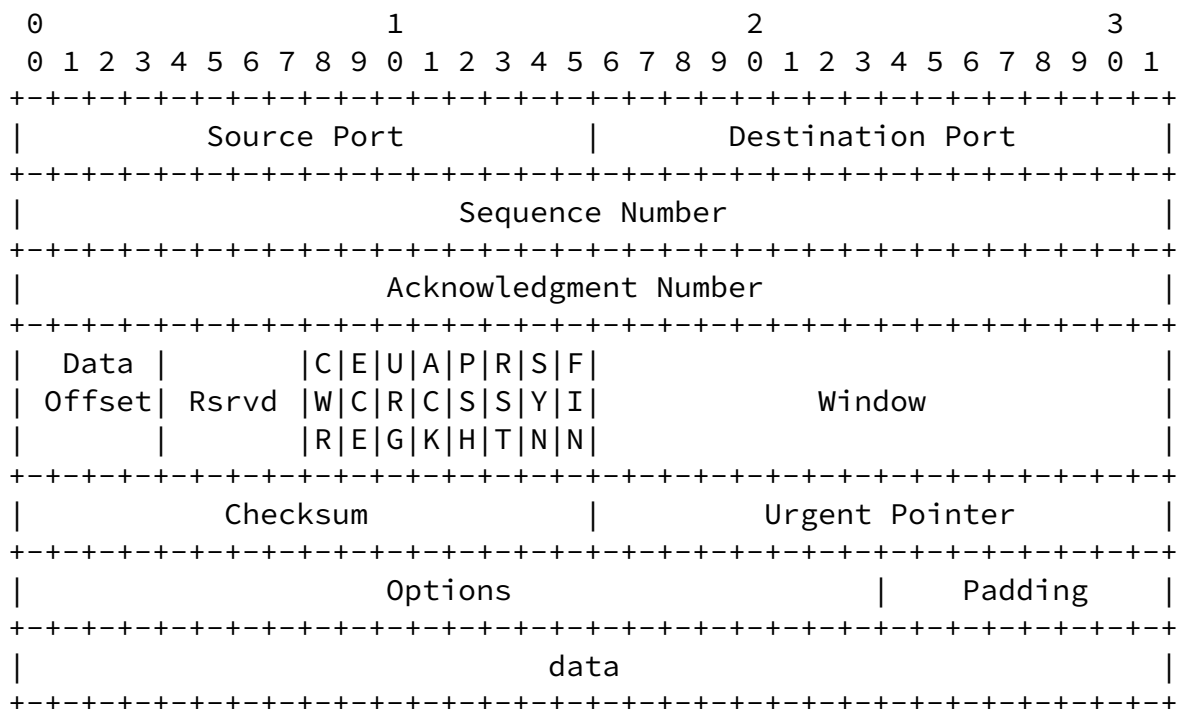 0                   1                   2                   3
 0 1 2 3 4 5 6 7 8 9 0 1 2 3 4 5 6 7 8 9 0 1 2 3 4 5 6 7 8 9 0 1
+-+-+-+-+-+-+-+-+-+-+-+-+-+-+-+-+-+-+-+-+-+-+-+-+-+-+-+-+-+-+-+-+
|          Source Port          |       Destination Port        |
+-+-+-+-+-+-+-+-+-+-+-+-+-+-+-+-+-+-+-+-+-+-+-+-+-+-+-+-+-+-+-+-+
|                        Sequence Number                        |
+-+-+-+-+-+-+-+-+-+-+-+-+-+-+-+-+-+-+-+-+-+-+-+-+-+-+-+-+-+-+-+-+
|                    Acknowledgment Number                      |
+-+-+-+-+-+-+-+-+-+-+-+-+-+-+-+-+-+-+-+-+-+-+-+-+-+-+-+-+-+-+-+-+
|  Data |       |C|E|U|A|P|R|S|F|                               |
| Offset| Rsrvd |W|C|R|C|S|S|Y|I|            Window             |
|       |       |R|E|G|K|H|T|N|N|                               |
+-+-+-+-+-+-+-+-+-+-+-+-+-+-+-+-+-+-+-+-+-+-+-+-+-+-+-+-+-+-+-+-+
|           Checksum            |         Urgent Pointer        |
+-+-+-+-+-+-+-+-+-+-+-+-+-+-+-+-+-+-+-+-+-+-+-+-+-+-+-+-+-+-+-+-+
|                    Options                    |    Padding    |
+-+-+-+-+-+-+-+-+-+-+-+-+-+-+-+-+-+-+-+-+-+-+-+-+-+-+-+-+-+-+-+-+
|                             data                              |
+-+-+-+-+-+-+-+-+-+-+-+-+-+-+-+-+-+-+-+-+-+-+-+-+-+-+-+-+-+-+-+-+